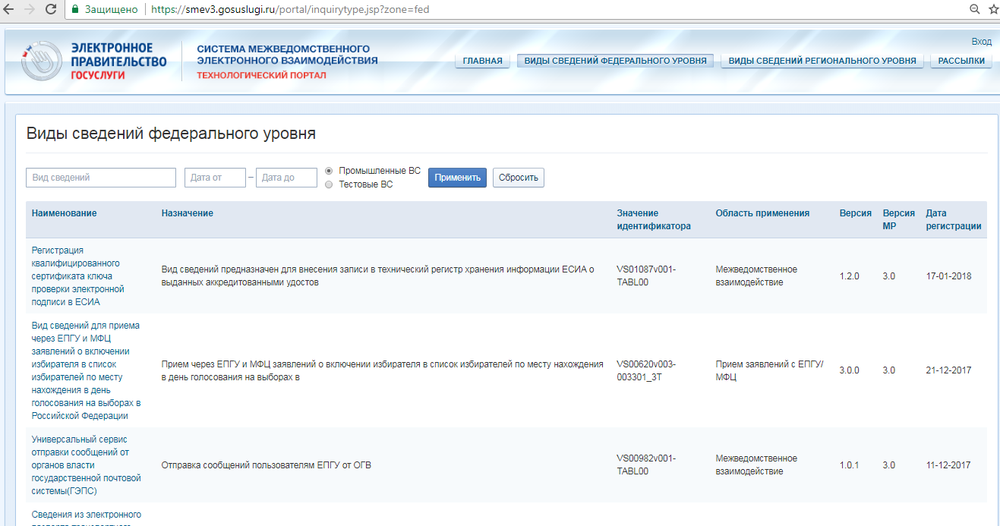 Защищено https://smev3.gosuslugi.ru/portal/inquirytype.jsp?zone=fed
Вход
ЭЛЕКТРОННОЕ
ПРАВИТЕЛЬСТВО
ГОСУСЛУГИ
СИСТЕМА МЕЖВЕДОМСТВЕННОГО
ЭЛЕКТРОННОГО ВЗАИМОДЕЙСТВИЯ
ТЕХНОЛОГИЧЕСКИЙ ПОРТАЛ
ГЛАВНАЯ ВИДЫ СВЕДЕНИЙ ФЕДЕРАЛЬНОГО УРОВНЯ ВИДЫ СВЕДЕНИЙ РЕГИОНАЛЬНОГО УРОВНЯ РАССЫЛКИ
Виды сведений федерального уровня
Вид сведений Дата от – Дата до
Промышленные ВС
Тестовые ВС
Применить Сбросить
Наименование
Назначение
Значение
идентификатора
Область применения
Версия
Версия
МР
Дата
регистрации
Регистрация
квалифицированного
сертификата ключа
проверки электронной
подписи в ЕСИА
Вид сведений предназначен для внесения записи в технический регистр хранения информации ЕСИА о
выданных аккредитованными удостов
VS01087v001-
TABL00
Межведомственное
взаимодействие
1.2.0
3.0
17-01-2018
Вид сведений для приема
через ЕПГУ и МФЦ
заявлений о включении
избирателя в список
избирателей по месту
нахождения в день
голосования на выборах в
Российской Федерации
Прием через ЕПГУ и МФЦ заявлений о включении избирателя в список избирателей по месту нахождения
в день голосования на выборах в
VS00620v003-
003301_3T
Прием заявлений с ЕПГУ/
МФЦ
3.0.0
3.0
21-12-2017
Универсальный сервис
отправки сообщений от
органов власти
государственной почтовой
системы(ГЭПС)
Отправка сообщений пользователям ЕПГУ от ОГВ
VS00982v001-
TABL00
Межведомственное
взаимодействие
1.0.1
3.0
11-12-2017
Сведения из электронного